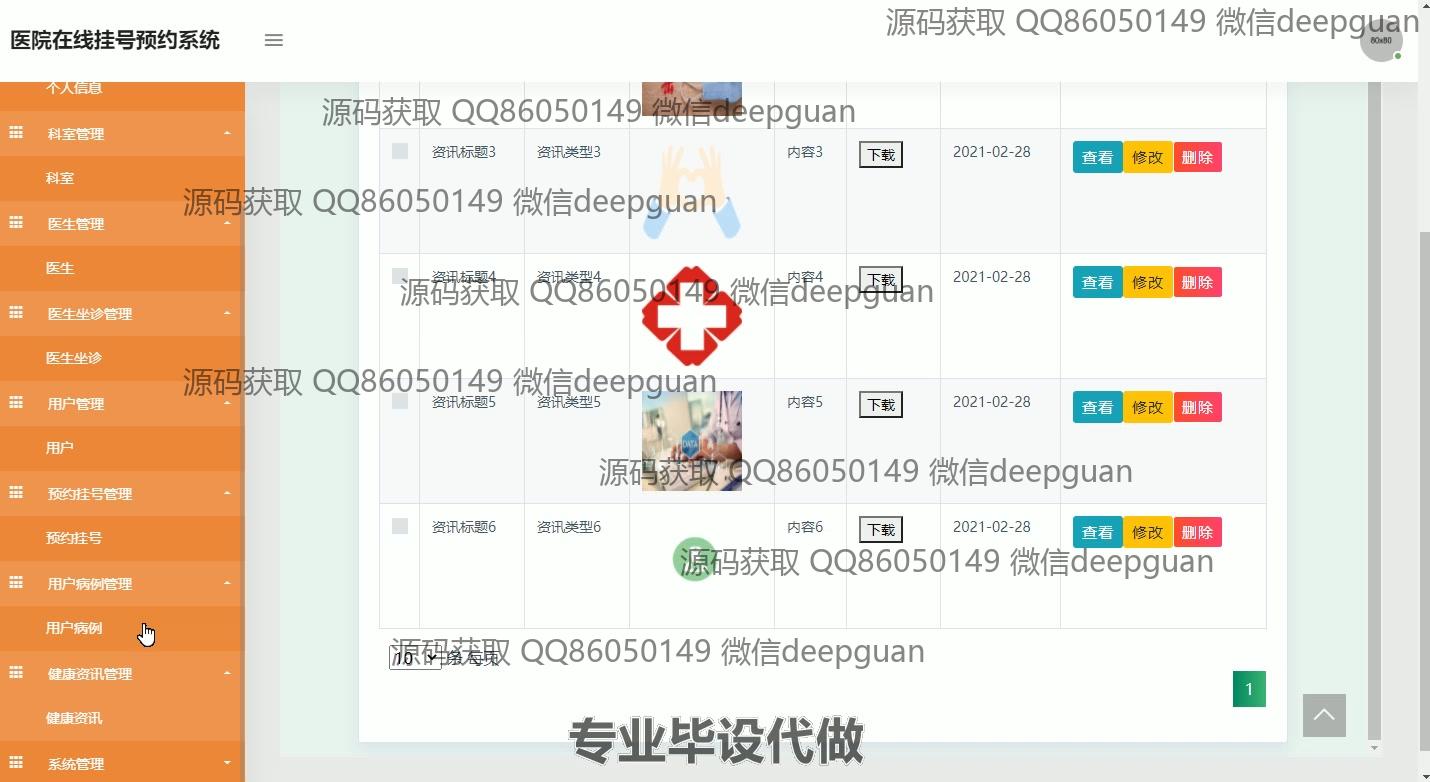 医院在线挂号预约系统
源码获取 QQ86050149 微信deepguan
80x80
个人信息
源码获取 QQ86050149 微信deepguan
科室管理
资讯标题3 资讯类型3 内容3 下载 2021-02-28 查看 修改 删除
科室
源码获取 QQ86050149 微信deepguan
医生管理
医生
资讯标题4 资讯类型4 内容4 下载 2021-02-28 查看 修改 删除
源码获取 QQ86050149 微信deepguan
医生坐诊管理
医生坐诊
源码获取 QQ86050149 微信deepguan
用户管理
资讯标题5 资讯类型5 内容5 下载 2021-02-28 查看 修改 删除
DATA
用户
源码获取 QQ86050149 微信deepguan
预约挂号管理
资讯标题6 资讯类型6 内容6 下载 2021-02-28 查看 修改 删除
预约挂号
源码获取 QQ86050149 微信deepguan
用户病例管理
用户病例
源码获取 QQ86050149 微信deepguan
10 条 每页
健康资讯管理
1
健康资讯
专业毕设代做
系统管理